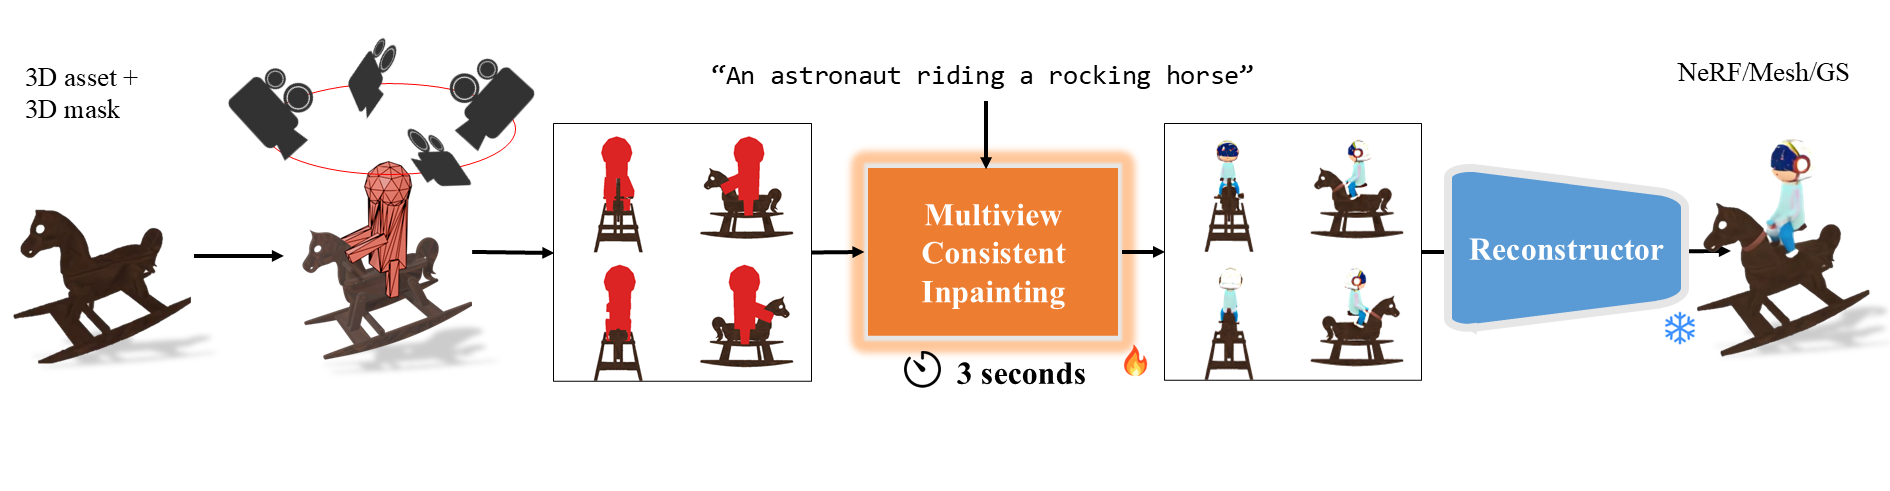 3D asset +
3D mask
“An astronaut riding a rocking horse”
NeRF/Mesh/GS
Multiview
Consistent
Inpainting
Reconstructor
3 seconds